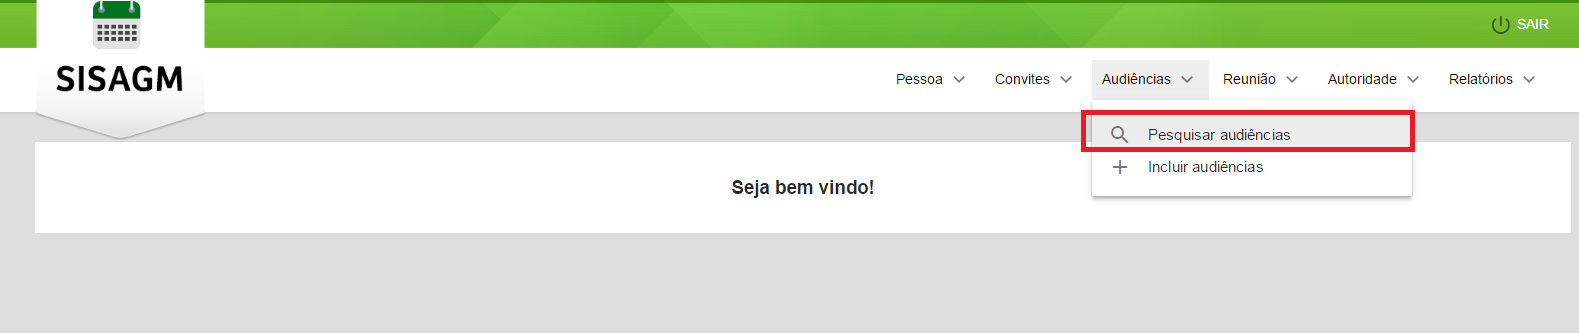 SAIR
SISAGM
Pessoa Convites Audiências Reunião Autoridade Relatórios
Pesquisar audiências
Incluir audiências
Seja bem vindo!